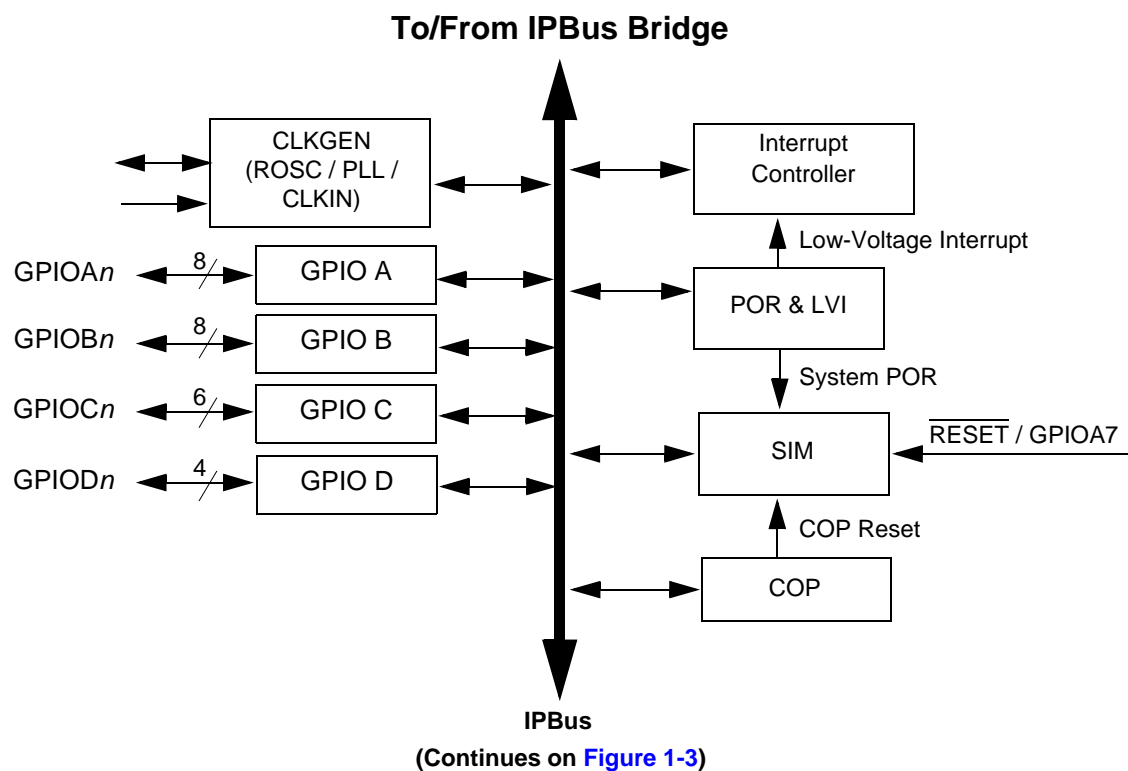 To/From IPBus Bridge
CLKGEN
(ROSC / PLL /
CLKIN)
Interrupt
Controller
Low-Voltage Interrupt
GPIOAn
8
GPIO A
POR & LVI
GPIOBn
8
GPIO B
System POR
GPIOCn
6
GPIO C
SIM
RESET / GPIOA7
GPIODn
4
GPIO D
COP Reset
COP
IPBus
(Continues on Figure 1-3)